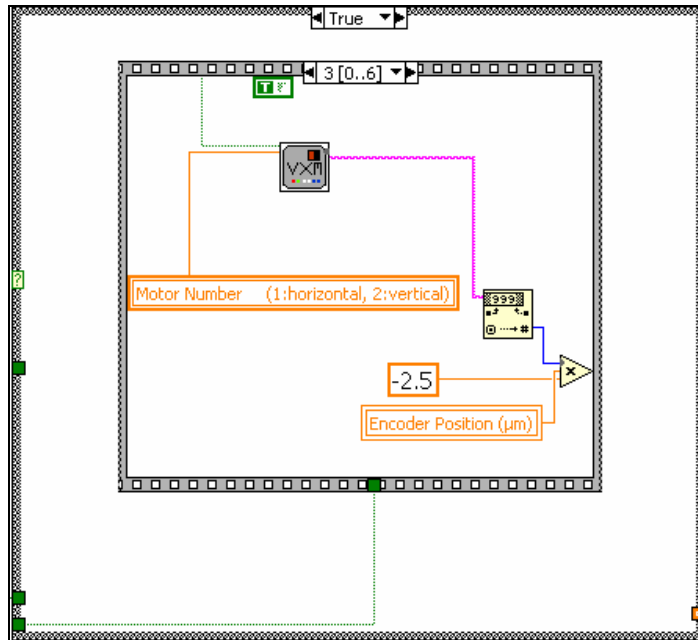 True
3 [0..6]
T
VXM
Motor Number (1:horizontal, 2:vertical)
?
999
#
-2.5
x
Encoder Position (µm)